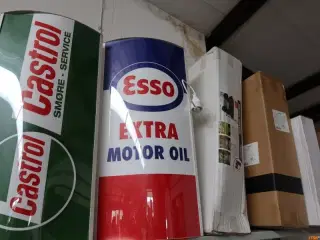 Castrol
Castrol
SMORE - SERVICE
Esso
EXTRA
MOTOR OIL